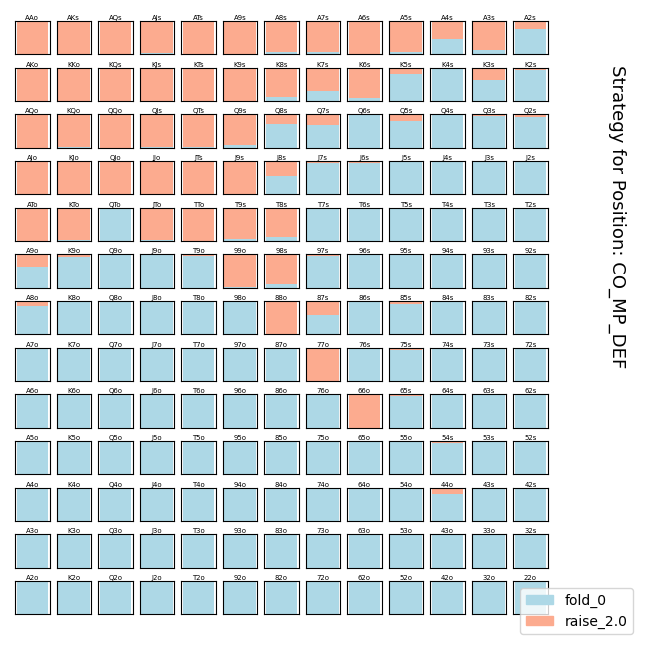 AAo AKs AQs AJs ATs A9s A8s A7s A6s A5s A4s A3s A2s
AKo KKo KQs KJs KTs K9s K8s K7s K6s K5s K4s K3s K2s
AQo KQo QQo QJs QTs Q9s Q8s Q7s Q6s Q5s Q4s Q3s Q2s
AJo KJo QJo JJo JTs J9s J8s J7s J6s J5s J4s J3s J2s
ATo KTo QTo JTo TTo T9s T8s T7s T6s T5s T4s T3s T2s
A9o K9o Q9o J9o T9o 99o 98s 97s 96s 95s 94s 93s 92s
A8o K8o Q8o J8o T8o 98o 88o 87s 86s 85s 84s 83s 82s
A7o K7o Q7o J7o T7o 97o 87o 77o 76s 75s 74s 73s 72s
A6o K6o Q6o J6o T6o 96o 86o 76o 66o 65s 64s 63s 62s
A5o K5o Q5o J5o T5o 95o 85o 75o 65o 55o 54s 53s 52s
A4o K4o Q4o J4o T4o 94o 84o 74o 64o 54o 44o 43s 42s
A3o K3o Q3o J3o T3o 93o 83o 73o 63o 53o 43o 33o 32s
A2o K2o Q2o J2o T2o 92o 82o 72o 62o 52o 42o 32o 22o
Strategy for Position: CO_MP_DEF
fold_0
raise_2.0